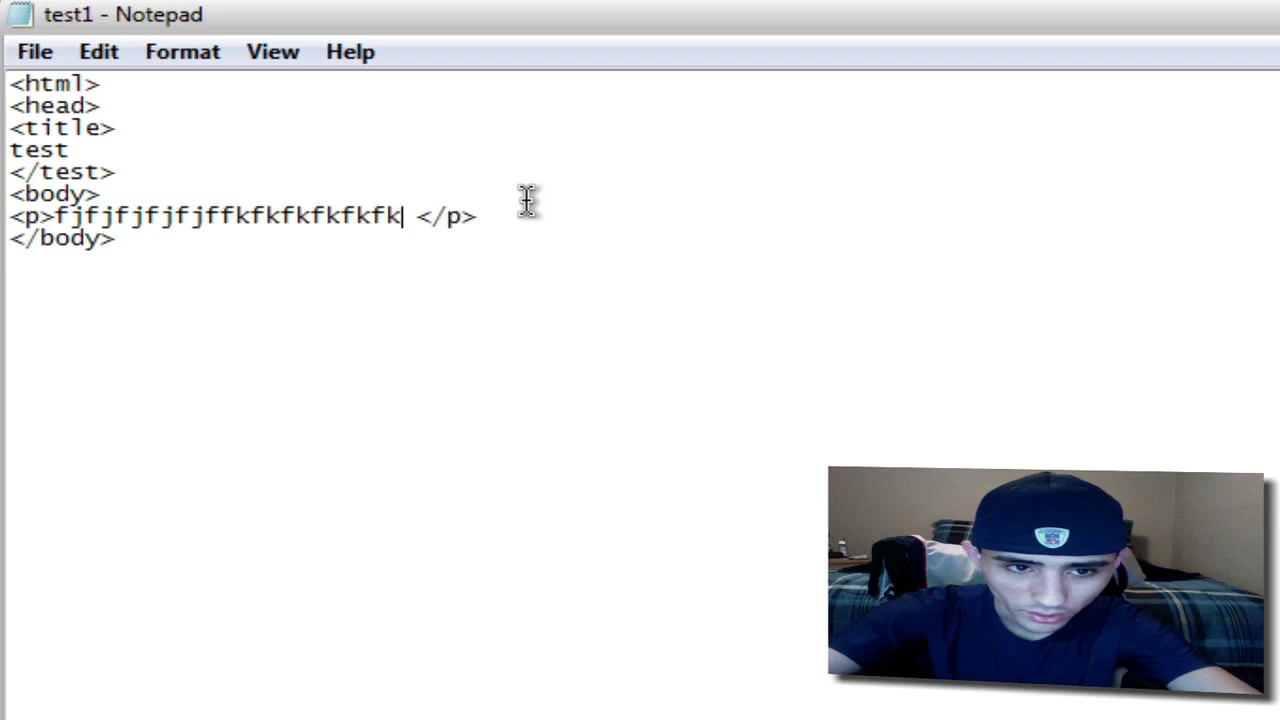 test1 - Notepad
File Edit Format View Help
<html>
<head>
<title>
test
</test>
<body>
<p>fjfjfjfjfjffkfkfkfkfkfk </p>
</body>